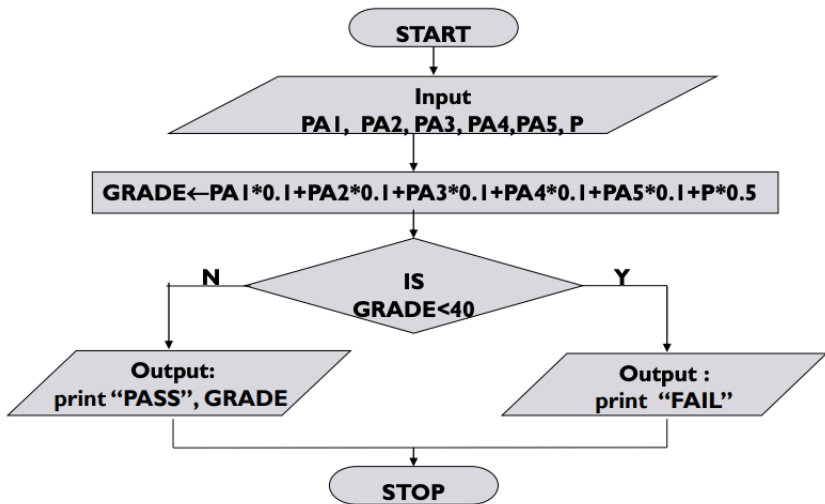 START
Input
PA1, PA2, PA3, PA4,PA5, P
GRADE←PA1*0.1+PA2*0.1+PA3*0.1+PA4*0.1+PA5*0.1+P*0.5
N
IS
GRADE<40
Y
Output:
print “PASS”, GRADE
Output :
print “FAIL”
STOP